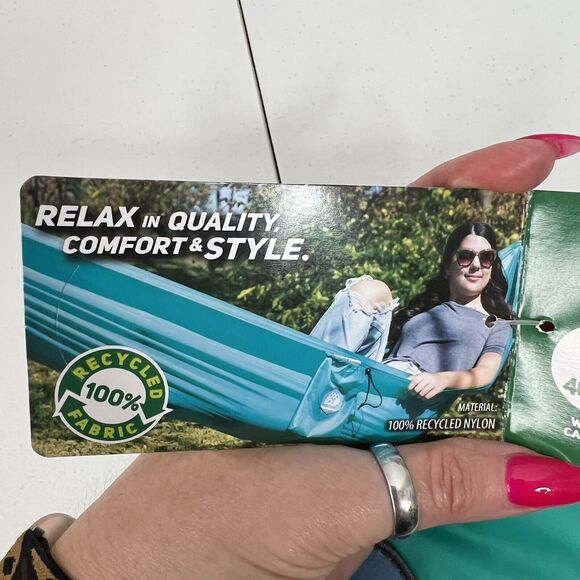 RELAX IN QUALITY,
COMFORT & STYLE.
RECYCLED
100%
FABRIC
MATERIAL:
100% RECYCLED NYLON